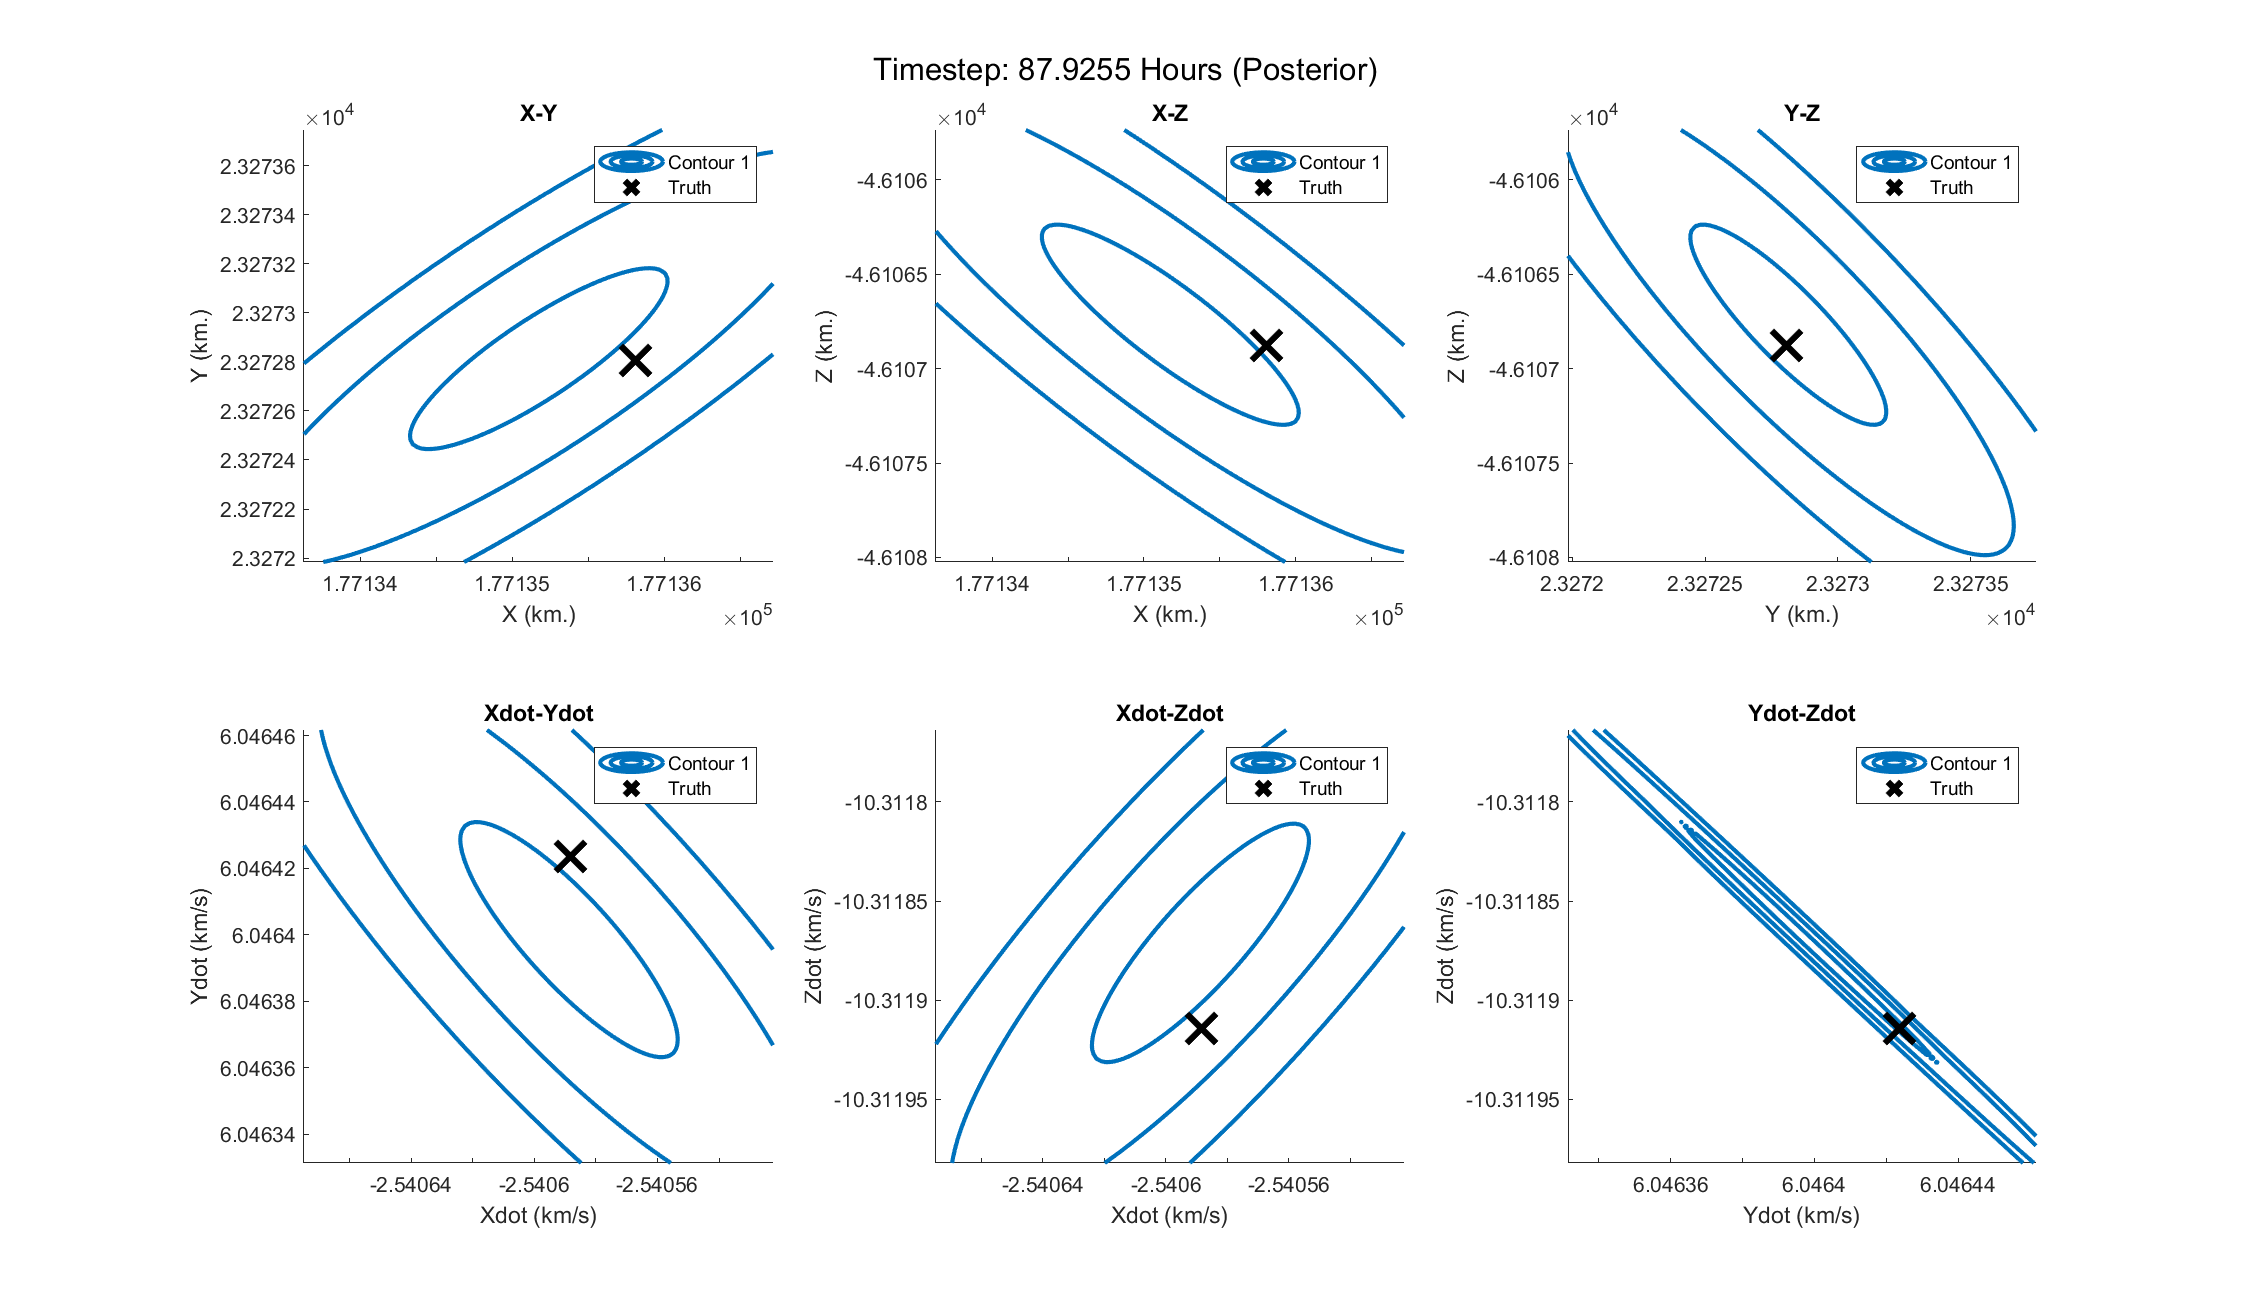 Timestep: 87.9255 Hours (Posterior)
X-Y
×10^4
2.32736
2.32734
2.32732
2.3273
2.32728
2.32726
2.32724
2.32722
2.3272
Y (km.)
1.77134 1.77135 1.77136
X (km.)
×10^5
Contour 1
Truth
X-Z
×10^4
-4.6106
-4.61065
-4.6107
-4.61075
-4.6108
Z (km.)
1.77134 1.77135 1.77136
X (km.)
×10^5
Contour 1
Truth
Y-Z
×10^4
-4.6106
-4.61065
-4.6107
-4.61075
-4.6108
Z (km.)
2.3272 2.32725 2.3273 2.32735
Y (km.)
×10^4
Contour 1
Truth
Xdot-Ydot
6.04646
6.04644
6.04642
6.0464
6.04638
6.04636
6.04634
Ydot (km/s)
-2.54064 -2.5406 -2.54056
Xdot (km/s)
Contour 1
Truth
Xdot-Zdot
-10.3118
-10.31185
-10.3119
-10.31195
Zdot (km/s)
-2.54064 -2.5406 -2.54056
Xdot (km/s)
Contour 1
Truth
Ydot-Zdot
-10.3118
-10.31185
-10.3119
-10.31195
Zdot (km/s)
6.04636 6.0464 6.04644
Ydot (km/s)
Contour 1
Truth